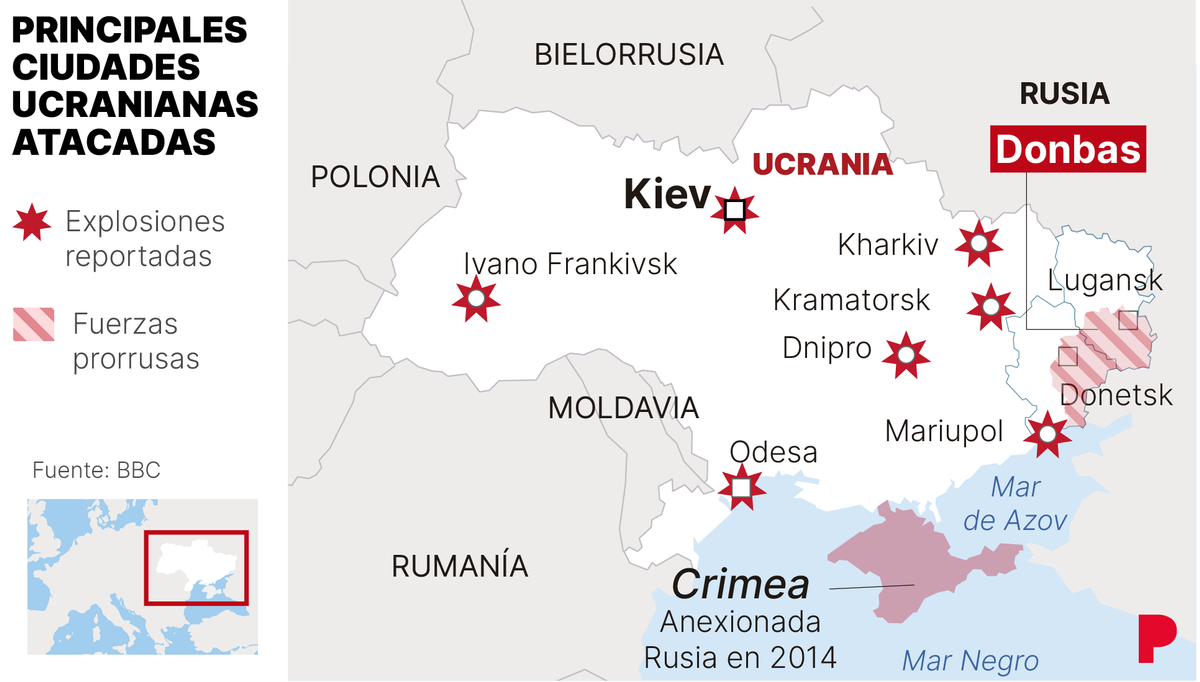 PRINCIPALES
CIUDADES
UCRANIANAS
ATACADAS
Explosiones
reportadas
Fuerzas
prorrusas
Fuente: BBC
BIELORRUSIA
RUSIA
Donbas
POLONIA
UCRANIA
Kiev
Kharkiv
Ivano Frankivsk
Lugansk
Kramatorsk
Dnipro
Donetsk
MOLDAVIA
Mariupol
Odesa
Mar
de Azov
RUMANÍA
Crimea
Anexionada
Rusia en 2014
Mar Negro
P